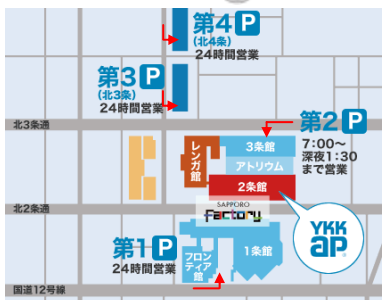 第4 P
(北4条)
24時間営業
第3 P
(北3条)
24時間営業
第2 P
7:00〜
深夜1:30
まで営業
北3条通
レンガ館
3条館
アトリウム
2条館
北2条通
SAPPORO
Factory
YKK
ap
第1 P
24時間営業
フロンティア館
1条館
国道12号線